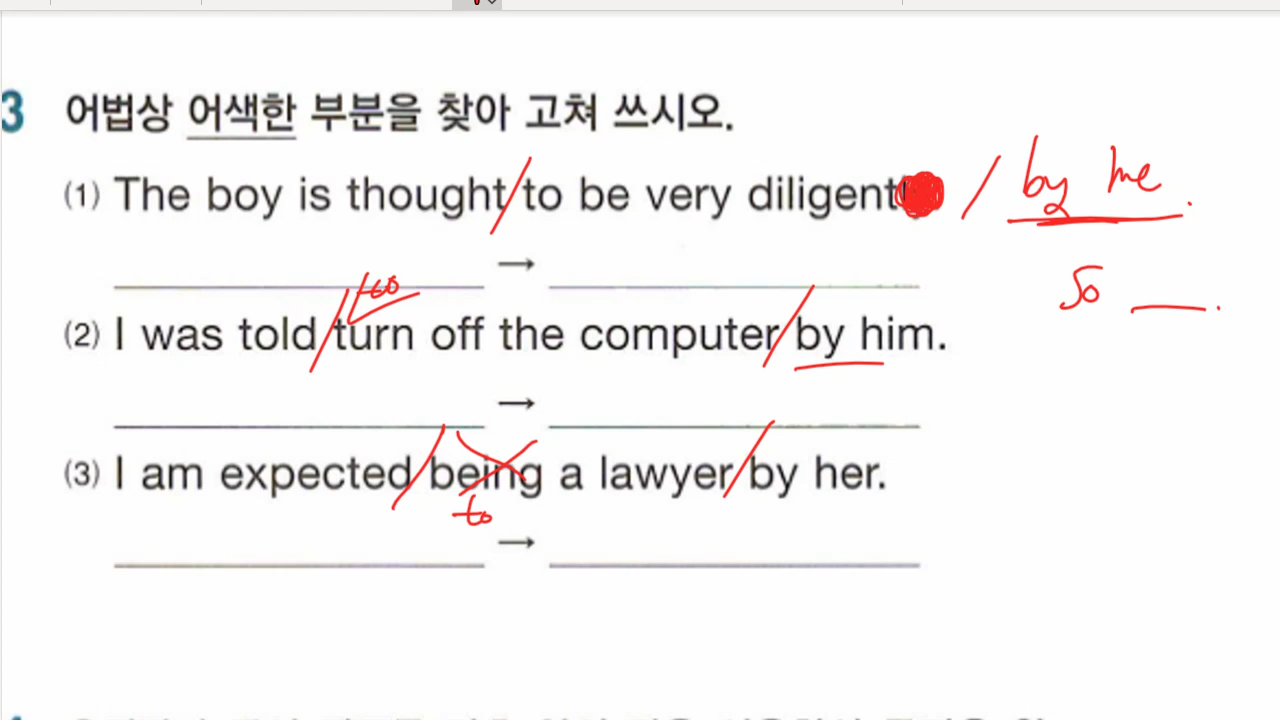 3 어법상 어색한 부분을 찾아 고쳐 쓰시오.
(1) The boy is thought / to be very diligent / by me.
→
so ___.
to
(2) I was told / turn off the computer / by him.
→
(3) I am expected / being a lawyer / by her.
to
→